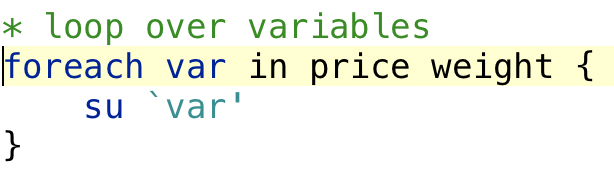 * loop over variables
foreach var in price weight {
    su `var'
}